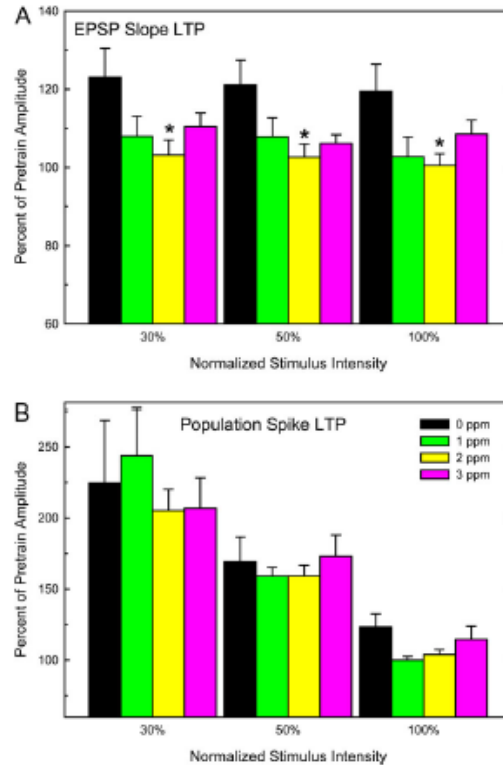 A
EPSP Slope LTP
Percent of Pretrain Amplitude
140
120
100
80
60
*
*
*
30%
50%
100%
Normalized Stimulus Intensity
B
Population Spike LTP
0 ppm
1 ppm
2 ppm
3 ppm
Percent of Pretrain Amplitude
250
200
150
100
30%
50%
100%
Normalized Stimulus Intensity